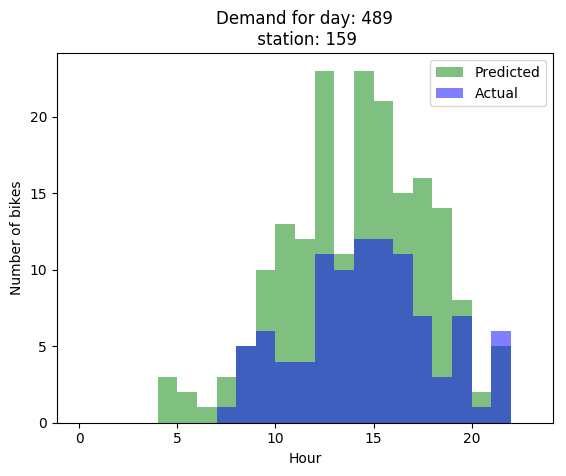 Demand for day: 489
station: 159
Predicted
Actual
Number of bikes
20
15
10
5
0
0
5
10
15
20
Hour